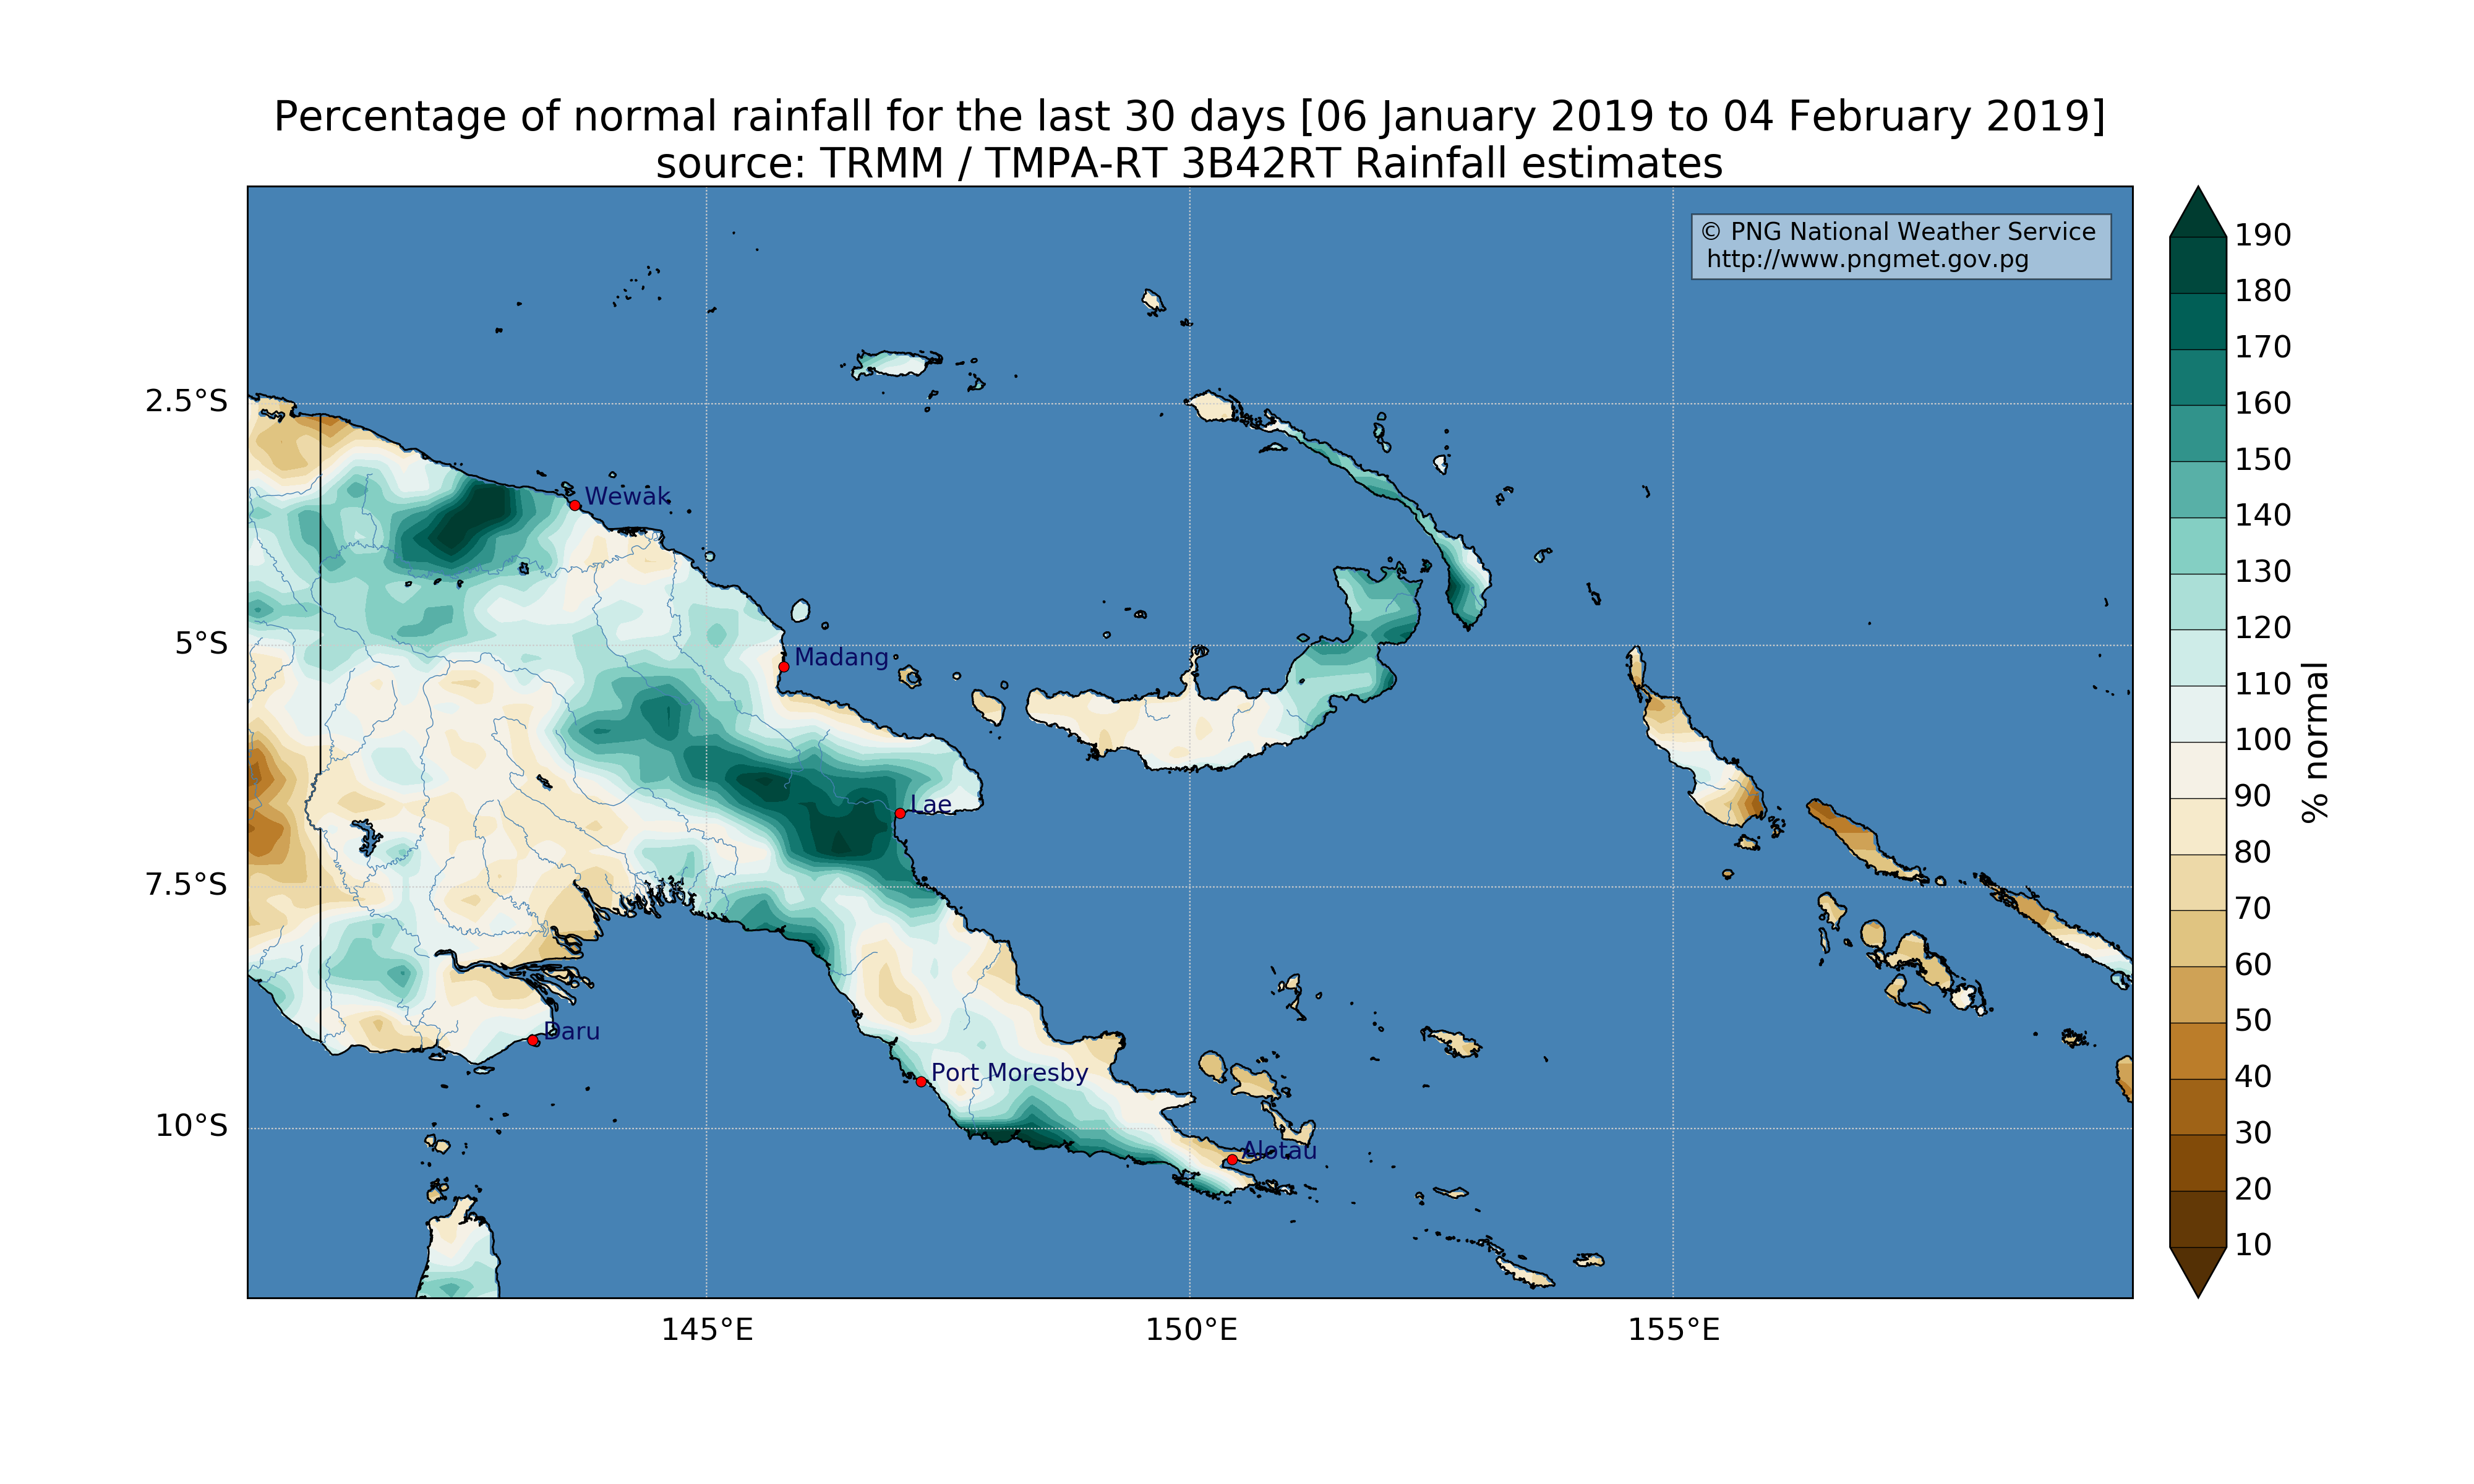 Percentage of normal rainfall for the last 30 days [06 January 2019 to 04 February 2019]
source: TRMM / TMPA-RT 3B42RT Rainfall estimates
© PNG National Weather Service
http://www.pngmet.gov.pg
2.5°S
5°S
7.5°S
10°S
Wewak
Madang
Lae
Daru
Port Moresby
Alotau
145°E
150°E
155°E
190
180
170
160
150
140
130
120
110
100
90
80
70
60
50
40
30
20
10
% normal